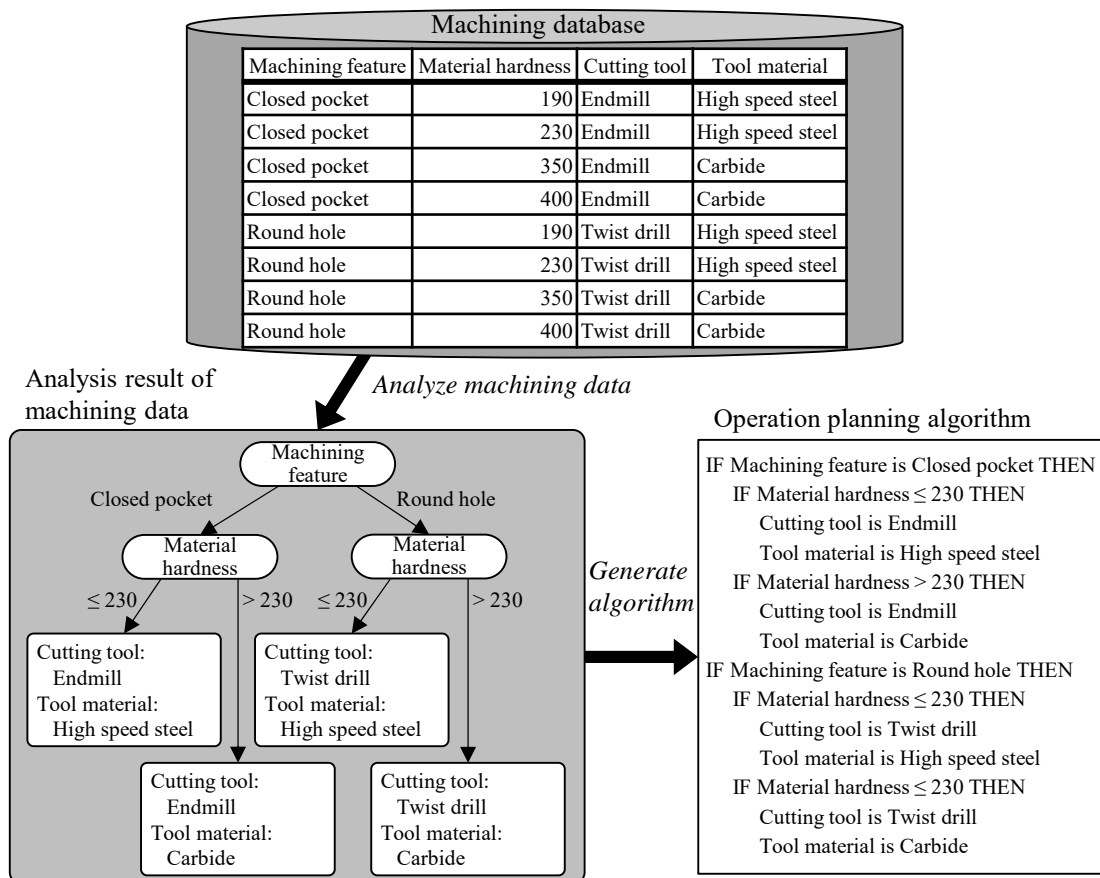 Machining database
Machining feature Material hardness Cutting tool Tool material
Closed pocket 190 Endmill High speed steel
Closed pocket 230 Endmill High speed steel
Closed pocket 350 Endmill Carbide
Closed pocket 400 Endmill Carbide
Round hole 190 Twist drill High speed steel
Round hole 230 Twist drill High speed steel
Round hole 350 Twist drill Carbide
Round hole 400 Twist drill Carbide
Analysis result of
machining data
Analyze machining data
Machining
feature
Closed pocket
Round hole
Material
hardness
Material
hardness
≤ 230
> 230
≤ 230
> 230
Cutting tool:
Endmill
Tool material:
High speed steel
Cutting tool:
Twist drill
Tool material:
High speed steel
Cutting tool:
Endmill
Tool material:
Carbide
Cutting tool:
Twist drill
Tool material:
Carbide
Generate
algorithm
Operation planning algorithm
IF Machining feature is Closed pocket THEN
IF Material hardness ≤ 230 THEN
Cutting tool is Endmill
Tool material is High speed steel
IF Material hardness > 230 THEN
Cutting tool is Endmill
Tool material is Carbide
IF Machining feature is Round hole THEN
IF Material hardness ≤ 230 THEN
Cutting tool is Twist drill
Tool material is High speed steel
IF Material hardness ≤ 230 THEN
Cutting tool is Twist drill
Tool material is Carbide